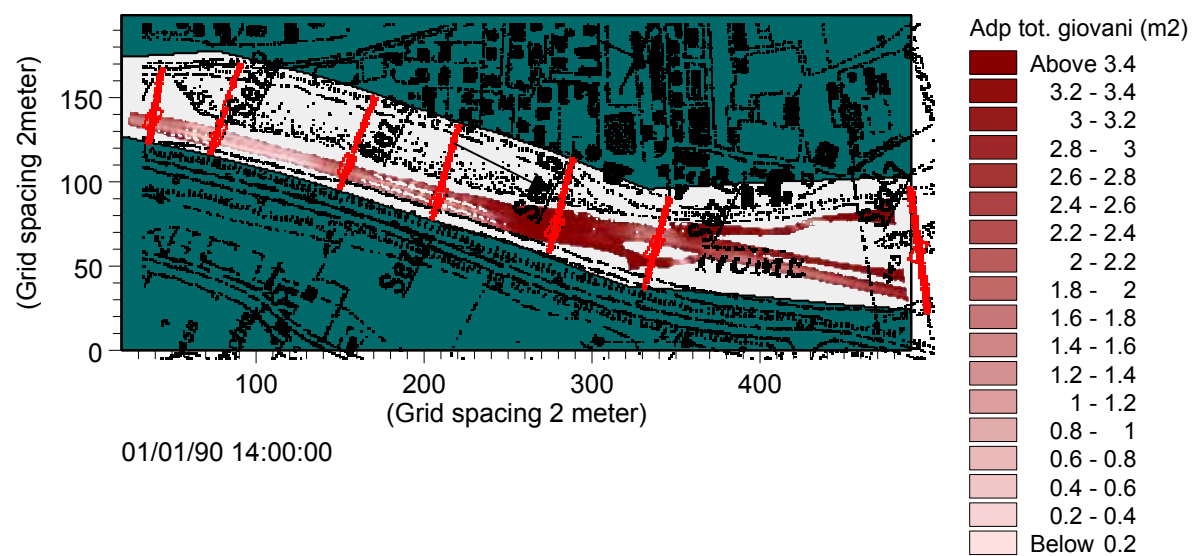 Adp tot. giovani (m2)
Above 3.4
3.2 - 3.4
3 - 3.2
2.8 - 3
2.6 - 2.8
2.4 - 2.6
2.2 - 2.4
2 - 2.2
1.8 - 2
1.6 - 1.8
1.4 - 1.6
1.2 - 1.4
1 - 1.2
0.8 - 1
0.6 - 0.8
0.4 - 0.6
0.2 - 0.4
Below 0.2
(Grid spacing 2meter)
150
100
50
0
100
200
300
400
(Grid spacing 2 meter)
01/01/90 14:00:00